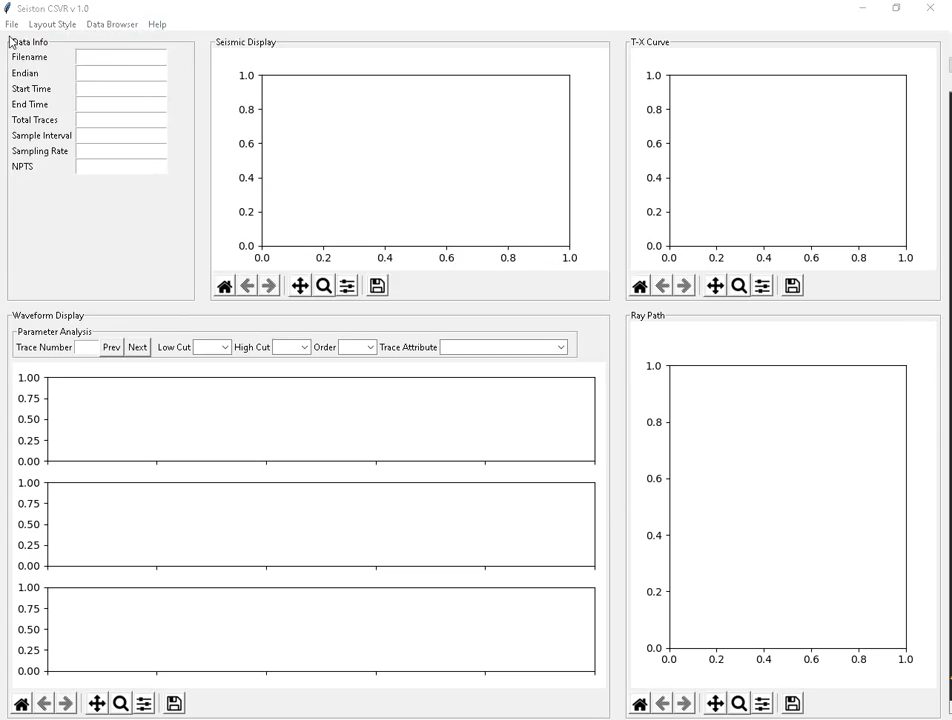 Seiston CSVR v 1.0
File Layout Style Data Browser Help
Data Info
Filename
Endian
Start Time
End Time
Total Traces
Sample Interval
Sampling Rate
NPTS
Seismic Display
1.0
0.8
0.6
0.4
0.2
0.0
0.0 0.2 0.4 0.6 0.8 1.0
T-X Curve
1.0
0.8
0.6
0.4
0.2
0.0
0.0 0.2 0.4 0.6 0.8 1.0
Waveform Display
Parameter Analysis
Trace Number Prev Next Low Cut High Cut Order Trace Attribute
1.00
0.75
0.50
0.25
0.00
1.00
0.75
0.50
0.25
0.00
1.00
0.75
0.50
0.25
0.00
Ray Path
1.0
0.8
0.6
0.4
0.2
0.0
0.0 0.2 0.4 0.6 0.8 1.0